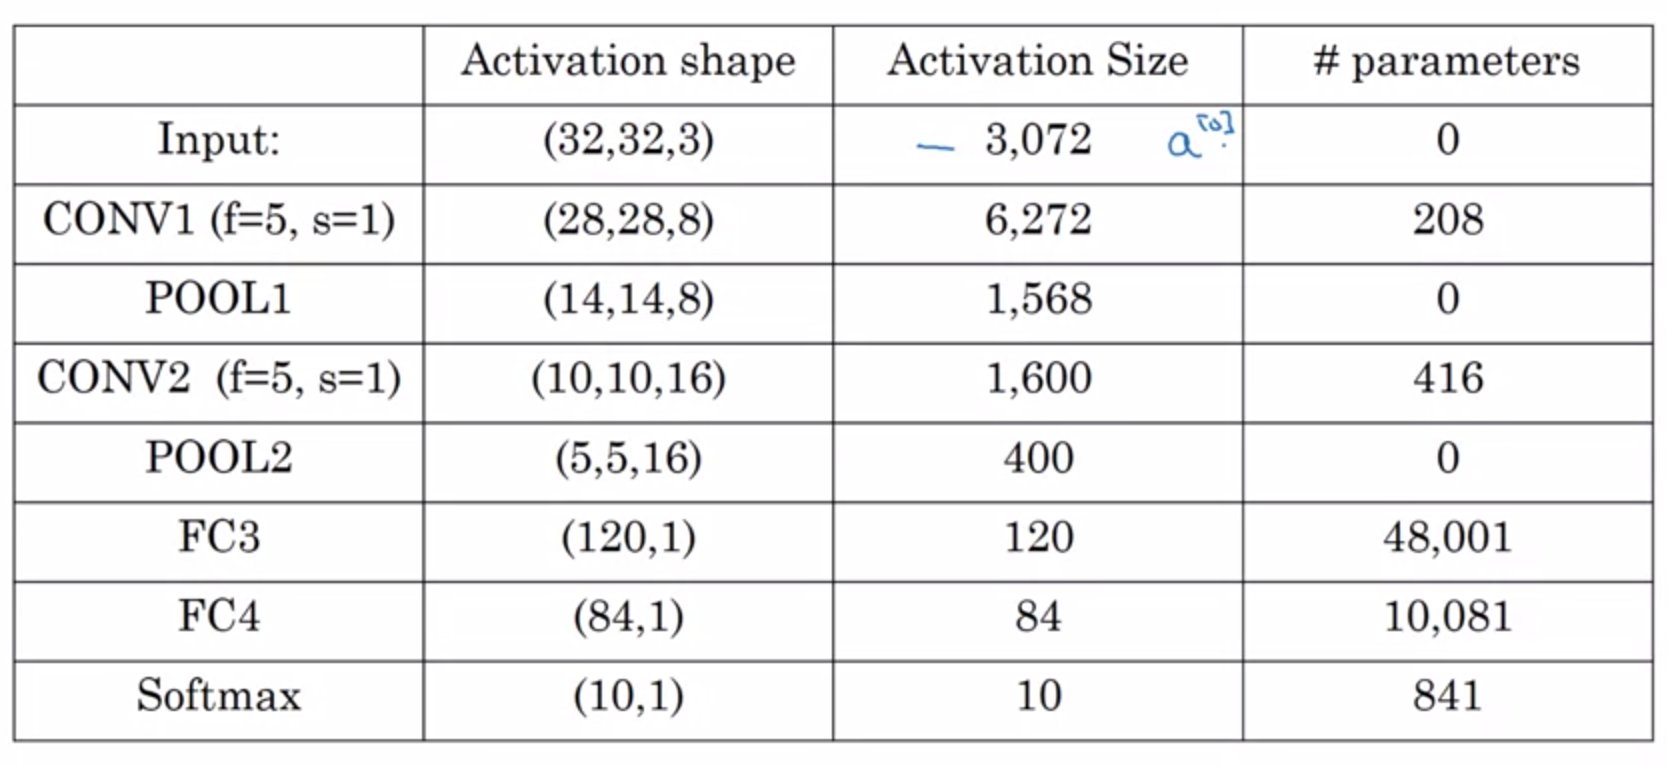 Activation shape Activation Size # parameters
Input: (32,32,3) — 3,072 a[0] 0
CONV1 (f=5, s=1) (28,28,8) 6,272 208
POOL1 (14,14,8) 1,568 0
CONV2 (f=5, s=1) (10,10,16) 1,600 416
POOL2 (5,5,16) 400 0
FC3 (120,1) 120 48,001
FC4 (84,1) 84 10,081
Softmax (10,1) 10 841